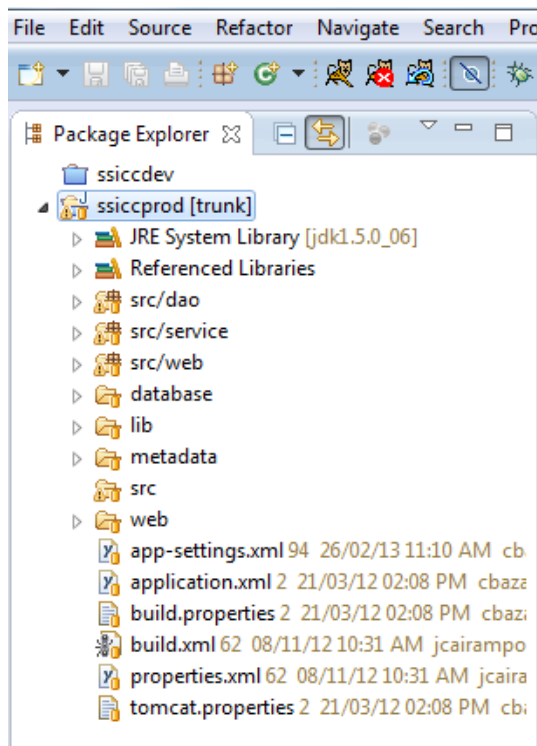 File Edit Source Refactor Navigate Search
Package Explorer
ssiccdev
ssiccprod [trunk]
JRE System Library [jdk1.5.0_06]
Referenced Libraries
src/dao
src/service
src/web
database
lib
metadata
src
web
app-settings.xml 94 26/02/13 11:10 AM
application.xml 2 21/03/12 02:08 PM
build.properties 2 21/03/12 02:08 PM
build.xml 62 08/11/12 10:31 AM
properties.xml 62 08/11/12 10:31 AM
tomcat.properties 2 21/03/12 02:08 PM